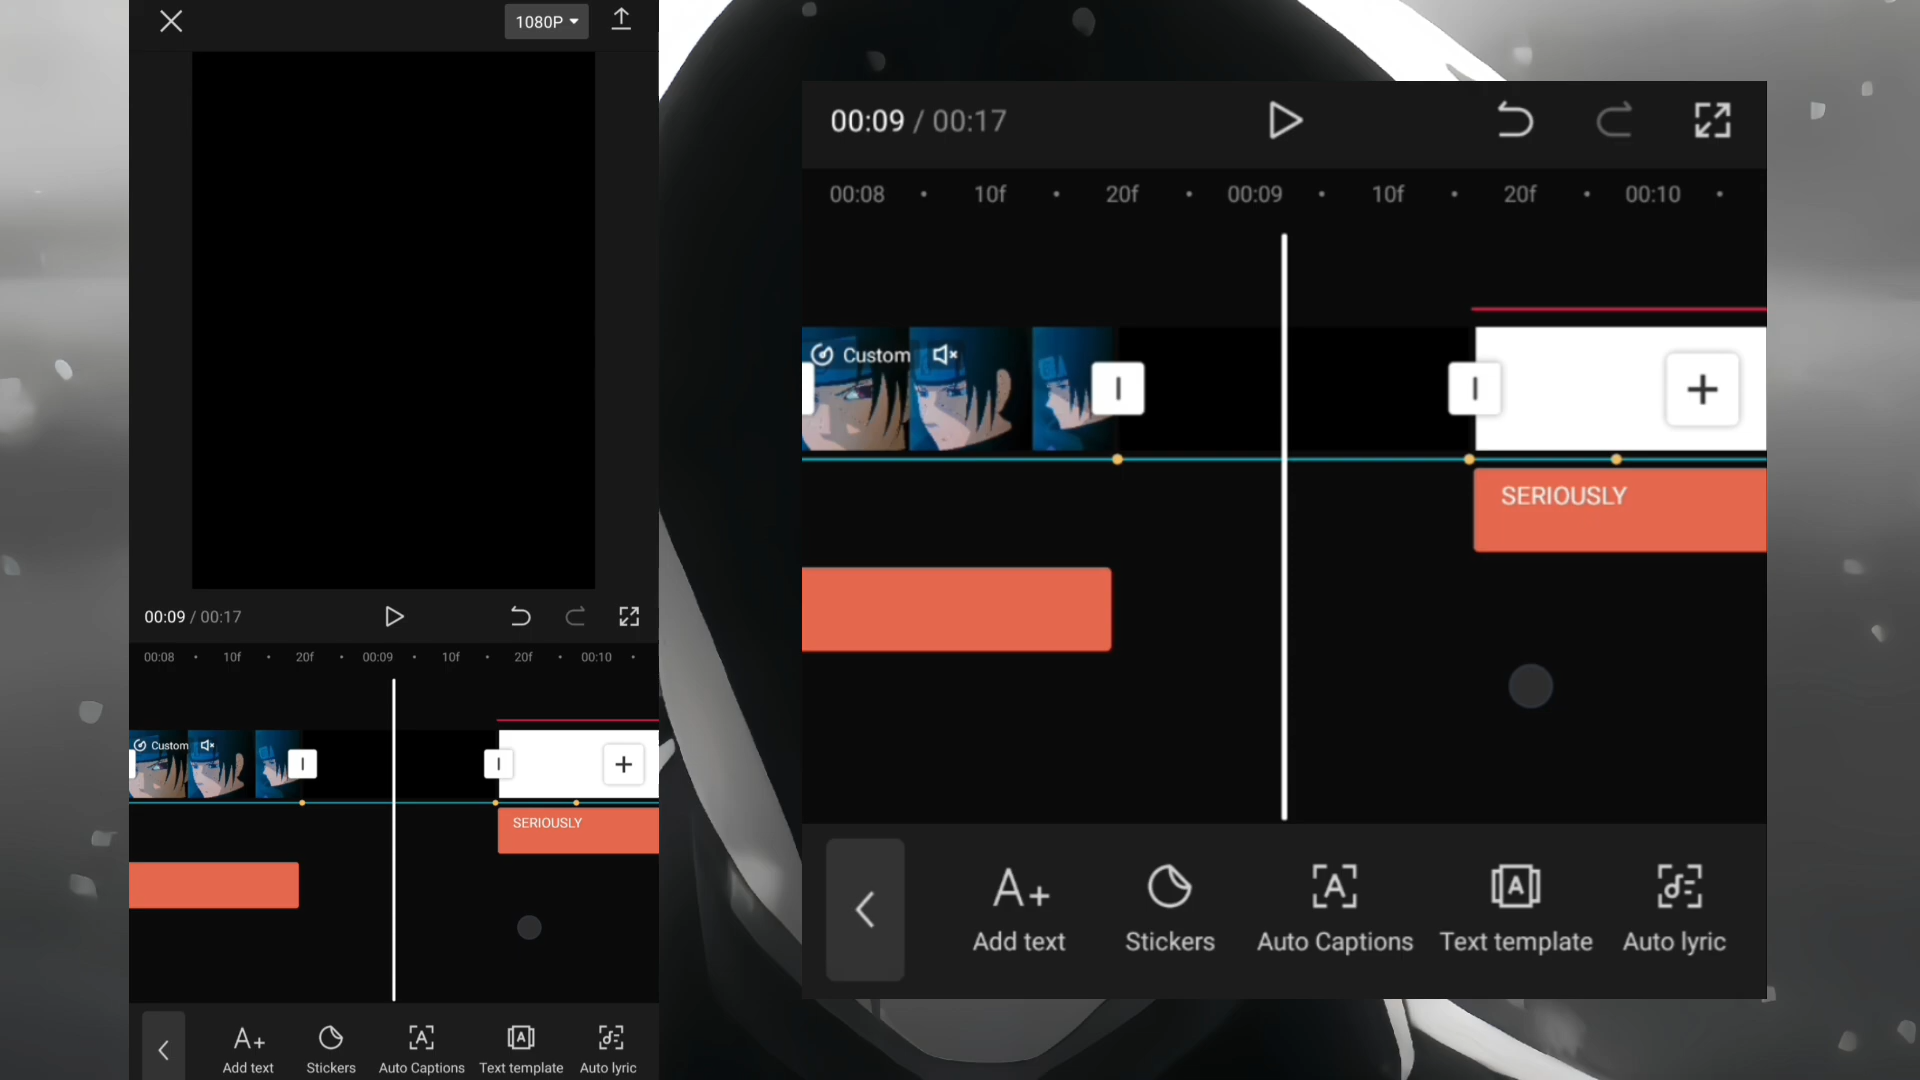 1080P
00:09 / 00:17
00:08 10f 20f 00:09 10f 20f 00:10
Custom
SERIOUSLY
Add text Stickers Auto Captions Text template Auto lyric
00:09 / 00:17
00:08 10f 20f 00:09 10f 20f 00:10
Custom
SERIOUSLY
Add text Stickers Auto Captions Text template Auto lyric